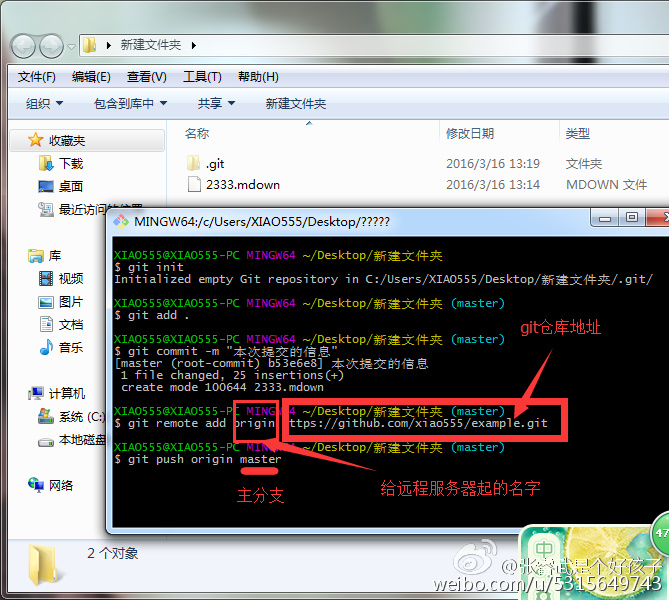 新建文件夹
文件(F) 编辑(E) 查看(V) 工具(T) 帮助(H)
组织 包含到库中 共享 新建文件夹
收藏夹
下载
桌面
最近访问的位置
库
视频
图片
文档
音乐
计算机
系统 (C:)
本地磁盘
网络
名称 修改日期 类型
.git 2016/3/16 13:19 文件夹
2333.mdown 2016/3/16 13:14 MDOWN 文件
MINGW64:/c/Users/XIAO555/Desktop/?????
XIAO555@XIAO555-PC MINGW64 ~/Desktop/新建文件夹
$ git init
Initialized empty Git repository in C:/Users/XIAO555/Desktop/新建文件夹/.git/
XIAO555@XIAO555-PC MINGW64 ~/Desktop/新建文件夹 (master)
$ git add .
XIAO555@XIAO555-PC MINGW64 ~/Desktop/新建文件夹 (master)
$ git commit -m "本次提交的信息"
[master (root-commit) b53e6e8] 本次提交的信息
1 file changed, 25 insertions(+)
create mode 100644 2333.mdown
XIAO555@XIAO555-PC MINGW64 ~/Desktop/新建文件夹 (master)
$ git remote add origin https://github.com/xiao555/example.git
XIAO555@XIAO555-PC MINGW64 ~/Desktop/新建文件夹 (master)
$ git push origin master
git仓库地址
给远程服务器起的名字
主分支
2 个对象
47
中
是个好孩子
weibo.com/u/5315649743